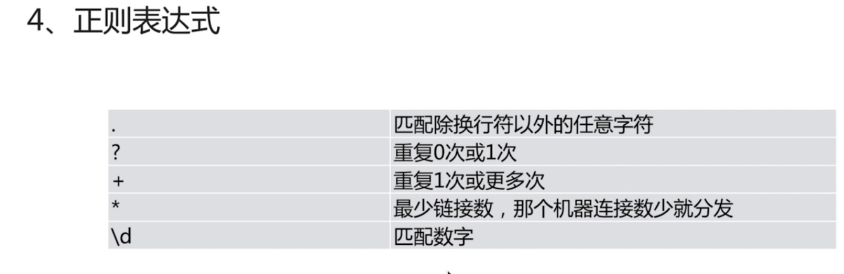 4、正则表达式
. 匹配除换行符以外的任意字符
? 重复0次或1次
+ 重复1次或更多次
* 最少链接数，那个机器连接数少就分发
\d 匹配数字